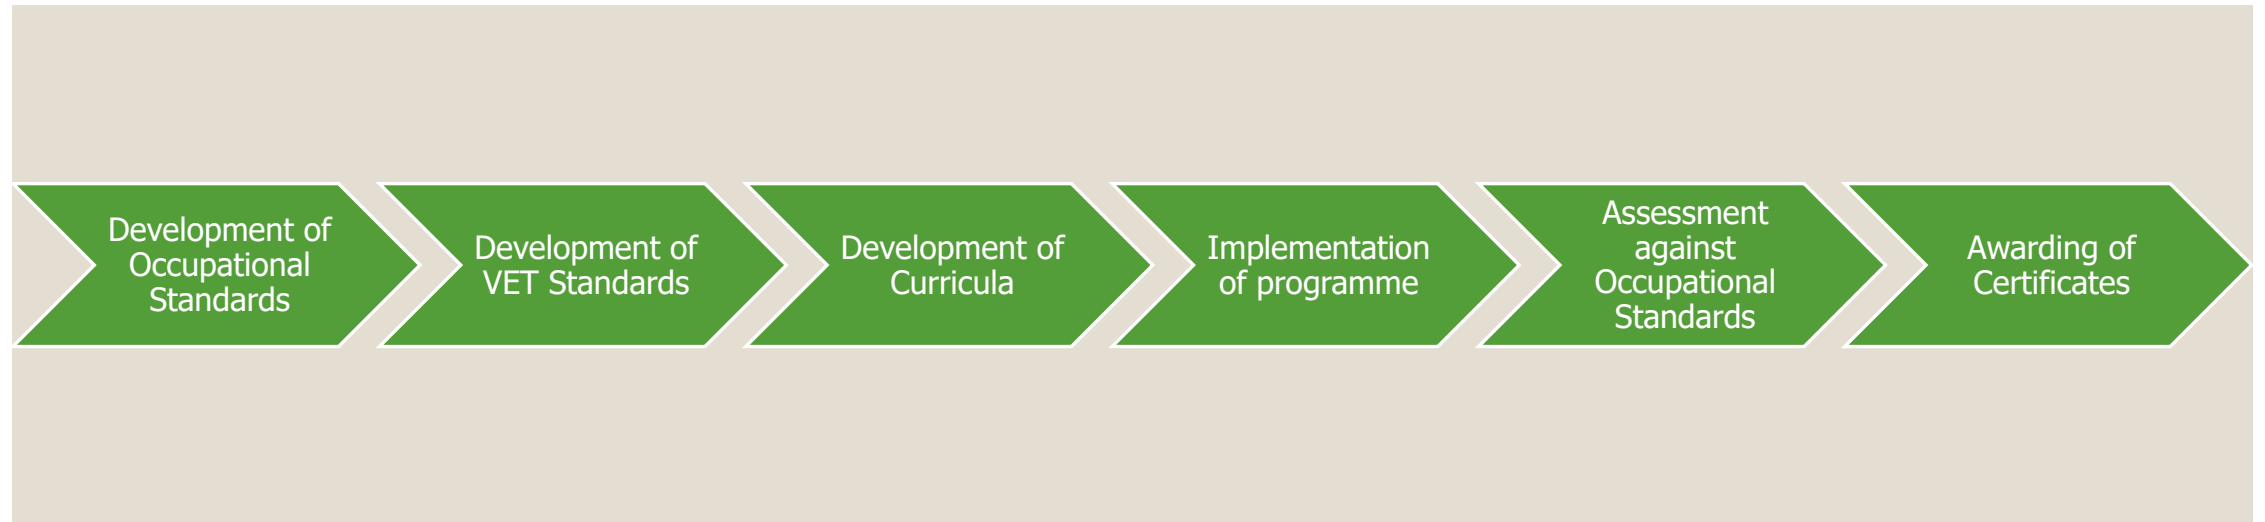 Development of
Occupational
Standards
Development of
VET Standards
Development of
Curricula
Implementation
of programme
Assessment
against
Occupational
Standards
Awarding of
Certificates